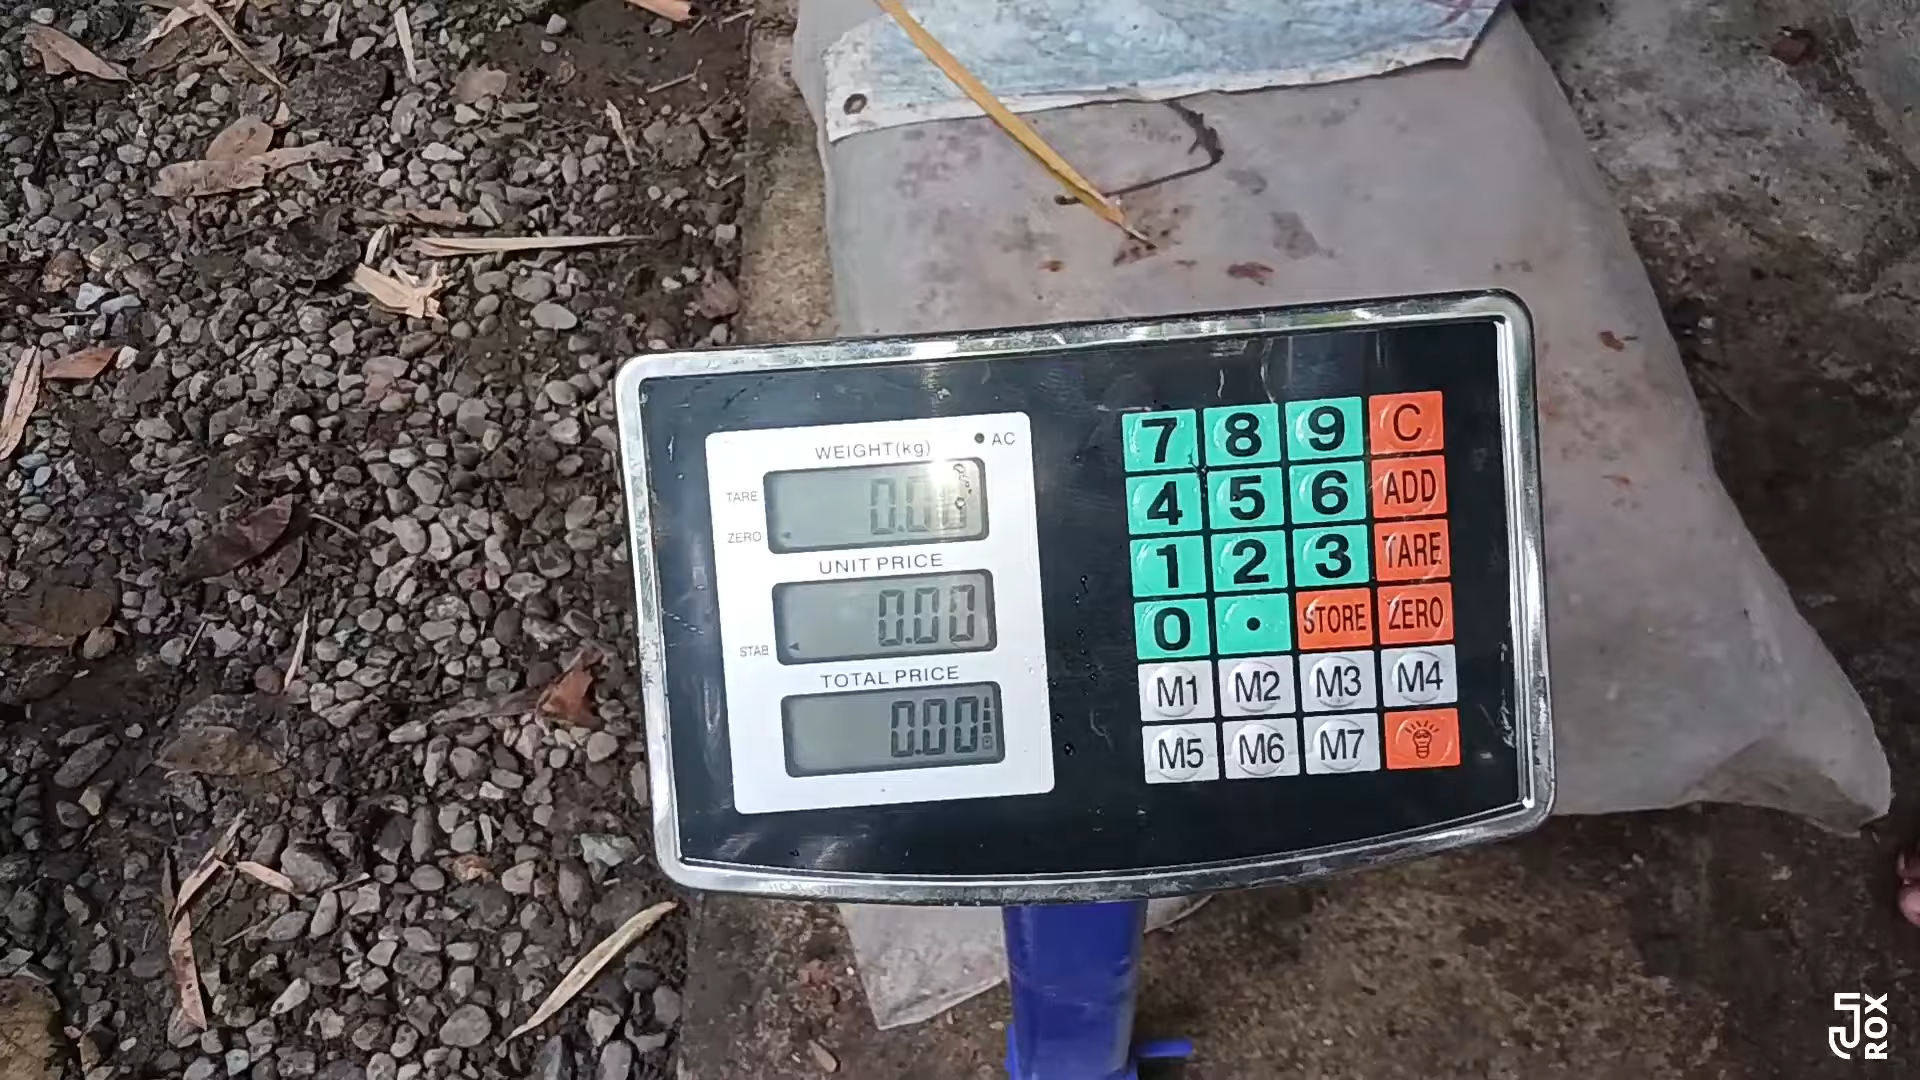 WEIGHT(kg)
AC
TARE
0.00
ZERO
UNIT PRICE
0.00
STAB
TOTAL PRICE
0.00
7 8 9 C
4 5 6 ADD
1 2 3 TARE
0 . STORE ZERO
M1 M2 M3 M4
M5 M6 M7
JROX